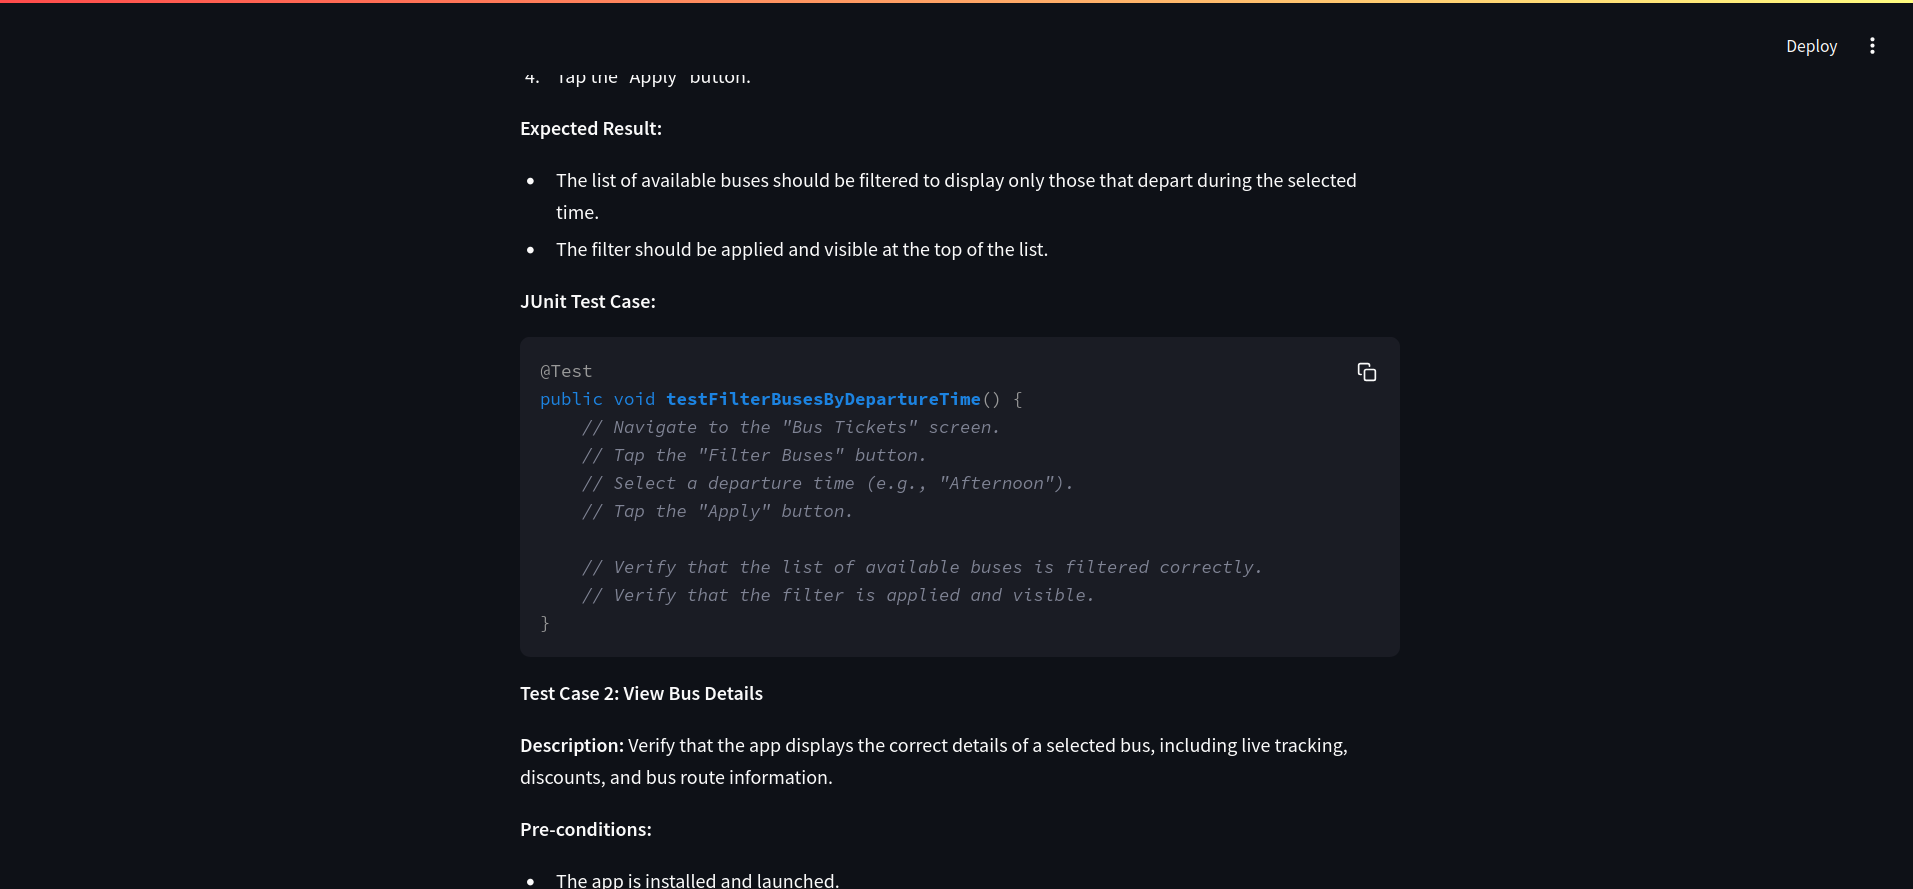 Deploy
4. Tap the "Apply" button.
Expected Result:
• The list of available buses should be filtered to display only those that depart during the selected
time.
• The filter should be applied and visible at the top of the list.
JUnit Test Case:
@Test
public void testFilterBusesByDepartureTime() {
    // Navigate to the "Bus Tickets" screen.
    // Tap the "Filter Buses" button.
    // Select a departure time (e.g., "Afternoon").
    // Tap the "Apply" button.
    // Verify that the list of available buses is filtered correctly.
    // Verify that the filter is applied and visible.
}
Test Case 2: View Bus Details
Description: Verify that the app displays the correct details of a selected bus, including live tracking,
discounts, and bus route information.
Pre-conditions:
• The app is installed and launched.